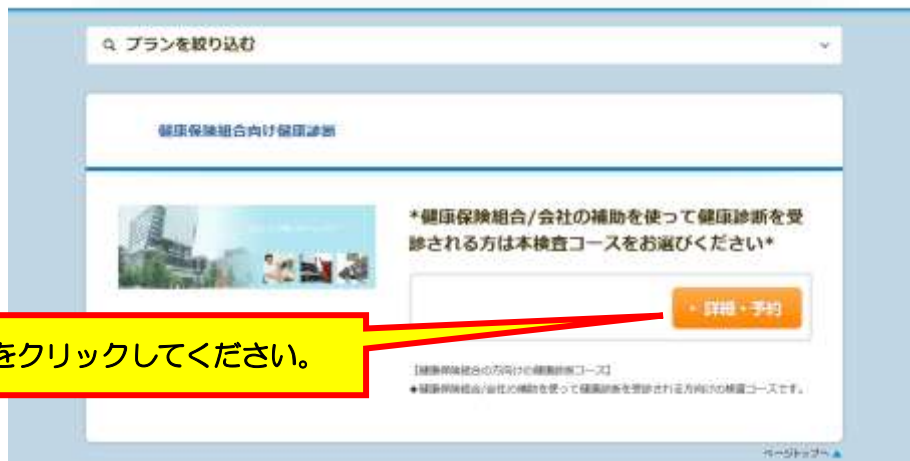 プランを絞り込む
健康保険組合向け健康診断
*健康保険組合/会社の補助を使って健康診断を受
診される方は本検査コースをお選びください*
詳細・予約
をクリックしてください。
【健康保険組合の方向けの健康診断コース】
◆健康保険組合/会社の補助を使って健康診断を受診される方向けの検査コースです。
ページトップへ▲